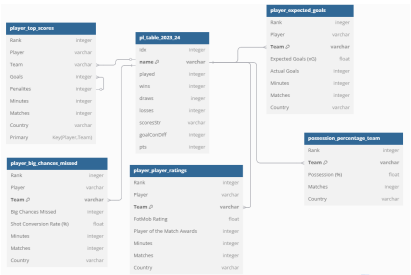 player_top_scores
Rank integer
Player varchar
Team varchar
Goals integer
Penalites integer
Minutes integer
Matches integer
Country varchar
Primary Key(Player,Team)
pl_table_2023_24
idx integer
name varchar
played integer
wins integer
draws integer
losses integer
scoresStr varchar
goalConDiff integer
pts integer
player_expected_goals
Rank integer
Player varchar
Team varchar
Expected Goals (xG) float
Actual Goals integer
Minutes integer
Matches integer
Country varchar
possession_percentage_team
Rank integer
Team varchar
Possession (%) float
Matches integer
Country varchar
player_big_chances_missed
Rank integer
Player varchar
Team varchar
Big Chances Missed integer
Shot Conversion Rate (%) float
Minutes integer
Matches integer
Country varchar
player_player_ratings
Rank integer
Player varchar
Team varchar
FotMob Rating float
Player of the Match Awards integer
Minutes integer
Matches integer
Country varchar